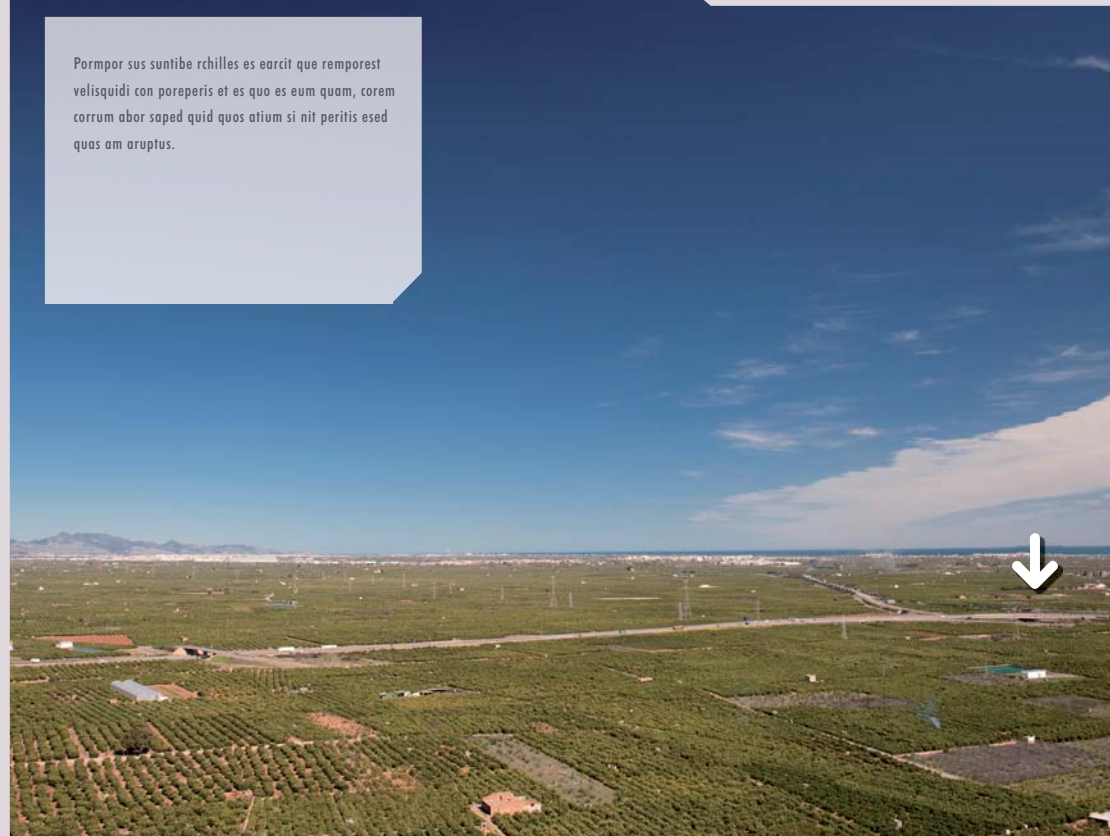 Pormpor sus suntibe rchilles es earcit que remporest
velisquidi con poreperis et es quo es eum quam, corem
corrum abor saped quid quos atium si nit peritis esed
quas am aruptus.